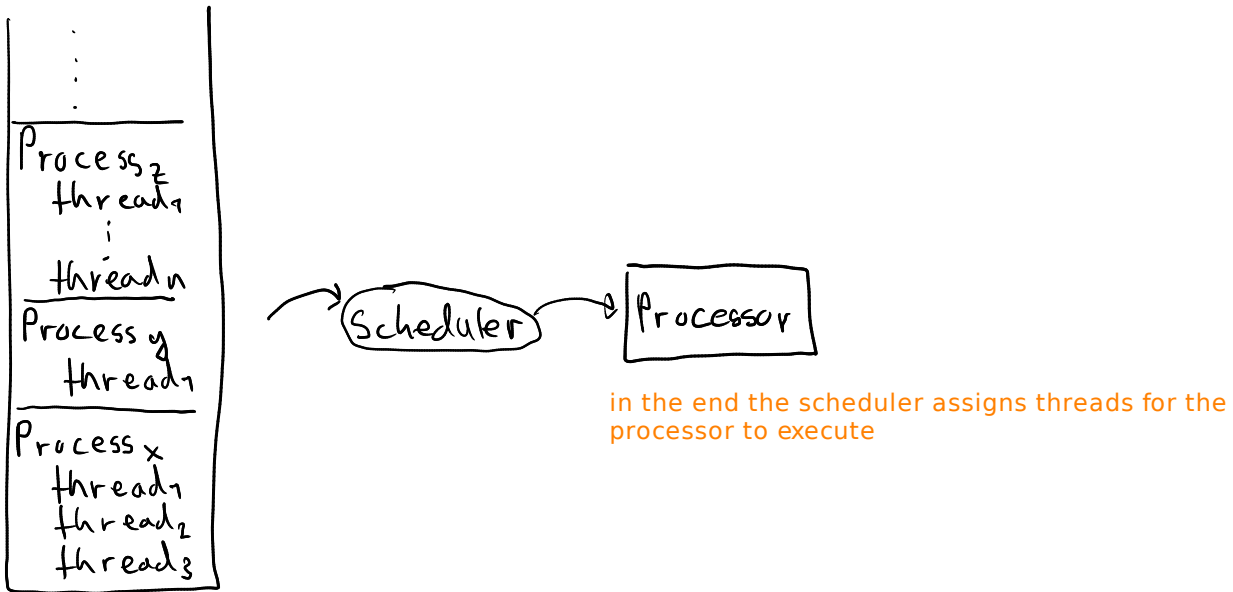 Process z
thread 1
thread n
Process y
thread 1
Process x
thread 1
thread 2
thread 3
Scheduler
Processor
in the end the scheduler assigns threads for the
processor to execute